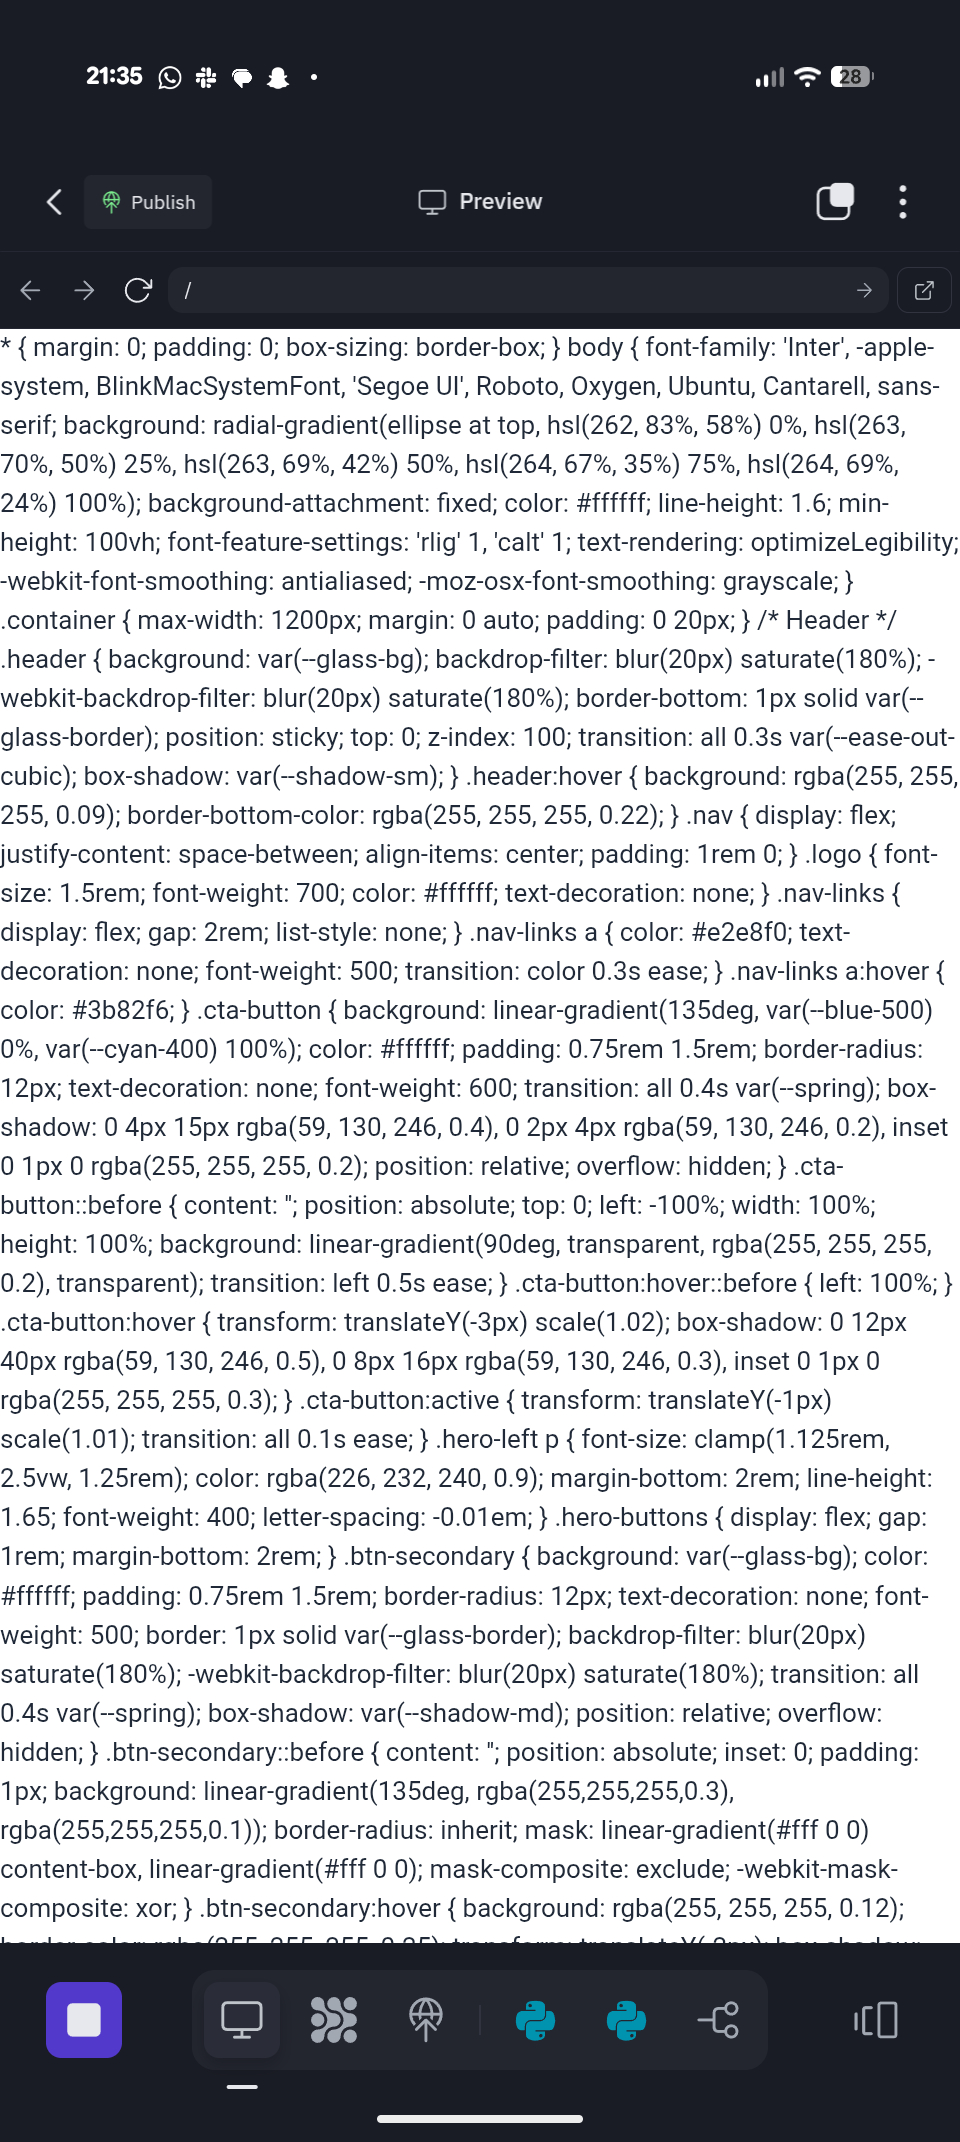 21:35
28
Publish
Preview
/
* { margin: 0; padding: 0; box-sizing: border-box; } body { font-family: 'Inter', -apple-
system, BlinkMacSystemFont, 'Segoe UI', Roboto, Oxygen, Ubuntu, Cantarell, sans-
serif; background: radial-gradient(ellipse at top, hsl(262, 83%, 58%) 0%, hsl(263,
70%, 50%) 25%, hsl(263, 69%, 42%) 50%, hsl(264, 67%, 35%) 75%, hsl(264, 69%,
24%) 100%); background-attachment: fixed; color: #ffffff; line-height: 1.6; min-
height: 100vh; font-feature-settings: 'rlig' 1, 'calt' 1; text-rendering: optimizeLegibility;
-webkit-font-smoothing: antialiased; -moz-osx-font-smoothing: grayscale; }
.container { max-width: 1200px; margin: 0 auto; padding: 0 20px; } /* Header */
.header { background: var(--glass-bg); backdrop-filter: blur(20px) saturate(180%); -
webkit-backdrop-filter: blur(20px) saturate(180%); border-bottom: 1px solid var(--
glass-border); position: sticky; top: 0; z-index: 100; transition: all 0.3s var(--ease-out-
cubic); box-shadow: var(--shadow-sm); } .header:hover { background: rgba(255, 255,
255, 0.09); border-bottom-color: rgba(255, 255, 255, 0.22); } .nav { display: flex;
justify-content: space-between; align-items: center; padding: 1rem 0; } .logo { font-
size: 1.5rem; font-weight: 700; color: #ffffff; text-decoration: none; } .nav-links {
display: flex; gap: 2rem; list-style: none; } .nav-links a { color: #e2e8f0; text-
decoration: none; font-weight: 500; transition: color 0.3s ease; } .nav-links a:hover {
color: #3b82f6; } .cta-button { background: linear-gradient(135deg, var(--blue-500)
0%, var(--cyan-400) 100%); color: #ffffff; padding: 0.75rem 1.5rem; border-radius:
12px; text-decoration: none; font-weight: 600; transition: all 0.4s var(--spring); box-
shadow: 0 4px 15px rgba(59, 130, 246, 0.4), 0 2px 4px rgba(59, 130, 246, 0.2), inset
0 1px 0 rgba(255, 255, 255, 0.2); position: relative; overflow: hidden; } .cta-
button::before { content: ''; position: absolute; top: 0; left: -100%; width: 100%;
height: 100%; background: linear-gradient(90deg, transparent, rgba(255, 255, 255,
0.2), transparent); transition: left 0.5s ease; } .cta-button:hover::before { left: 100%; }
.cta-button:hover { transform: translateY(-3px) scale(1.02); box-shadow: 0 12px
40px rgba(59, 130, 246, 0.5), 0 8px 16px rgba(59, 130, 246, 0.3), inset 0 1px 0
rgba(255, 255, 255, 0.3); } .cta-button:active { transform: translateY(-1px)
scale(1.01); transition: all 0.1s ease; } .hero-left p { font-size: clamp(1.125rem,
2.5vw, 1.25rem); color: rgba(226, 232, 240, 0.9); margin-bottom: 2rem; line-height:
1.65; font-weight: 400; letter-spacing: -0.01em; } .hero-buttons { display: flex; gap:
1rem; margin-bottom: 2rem; } .btn-secondary { background: var(--glass-bg); color:
#ffffff; padding: 0.75rem 1.5rem; border-radius: 12px; text-decoration: none; font-
weight: 500; border: 1px solid var(--glass-border); backdrop-filter: blur(20px)
saturate(180%); -webkit-backdrop-filter: blur(20px) saturate(180%); transition: all
0.4s var(--spring); box-shadow: var(--shadow-md); position: relative; overflow:
hidden; } .btn-secondary::before { content: ''; position: absolute; inset: 0; padding:
1px; background: linear-gradient(135deg, rgba(255,255,255,0.3),
rgba(255,255,255,0.1)); border-radius: inherit; mask: linear-gradient(#fff 0 0)
content-box, linear-gradient(#fff 0 0); mask-composite: exclude; -webkit-mask-
composite: xor; } .btn-secondary:hover { background: rgba(255, 255, 255, 0.12);